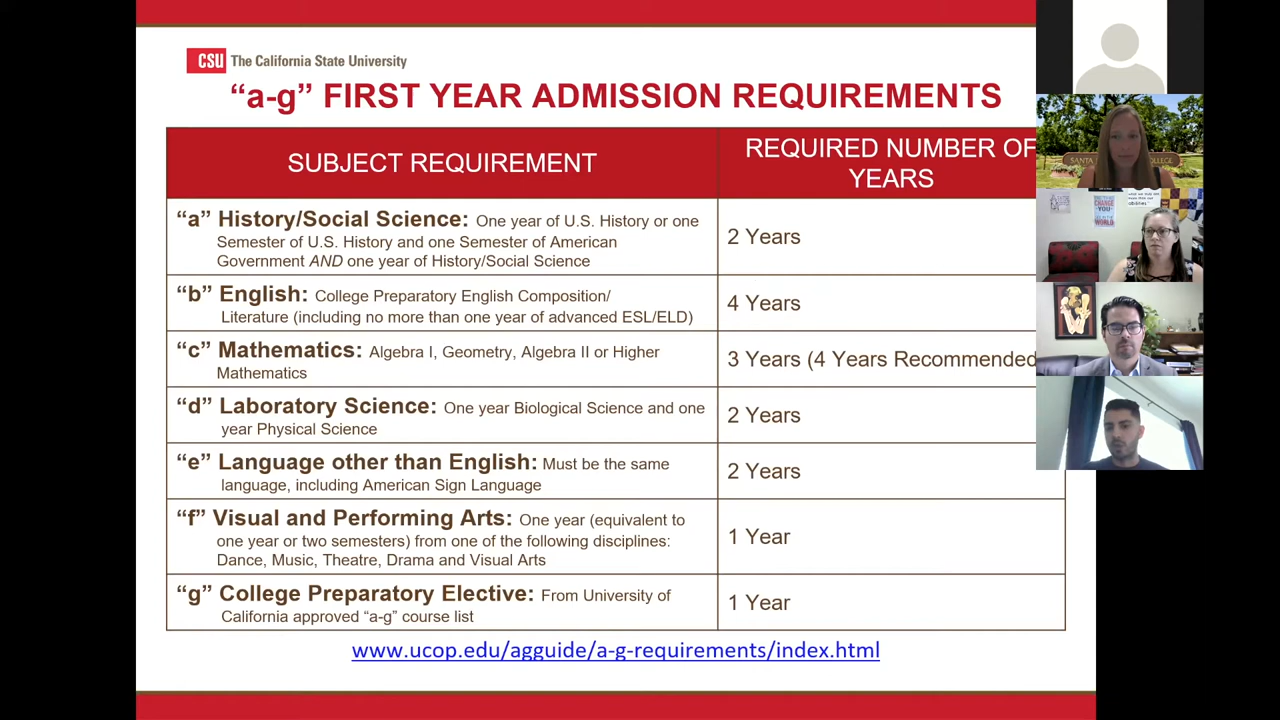 CSU The California State University
“a-g” FIRST YEAR ADMISSION REQUIREMENTS
SUBJECT REQUIREMENT
REQUIRED NUMBER OF
YEARS
“a” History/Social Science: One year of U.S. History or one
Semester of U.S. History and one Semester of American
Government AND one year of History/Social Science
2 Years
“b” English: College Preparatory English Composition/
Literature (including no more than one year of advanced ESL/ELD)
4 Years
“c” Mathematics: Algebra I, Geometry, Algebra II or Higher
Mathematics
3 Years (4 Years Recommended
“d” Laboratory Science: One year Biological Science and one
year Physical Science
2 Years
“e” Language other than English: Must be the same
language, including American Sign Language
2 Years
“f” Visual and Performing Arts: One year (equivalent to
one year or two semesters) from one of the following disciplines:
Dance, Music, Theatre, Drama and Visual Arts
1 Year
“g” College Preparatory Elective: From University of
California approved “a-g” course list
1 Year
www.ucop.edu/agguide/a-g-requirements/index.html
SANTA
CHANGE
YOU
WORLD
abilities."